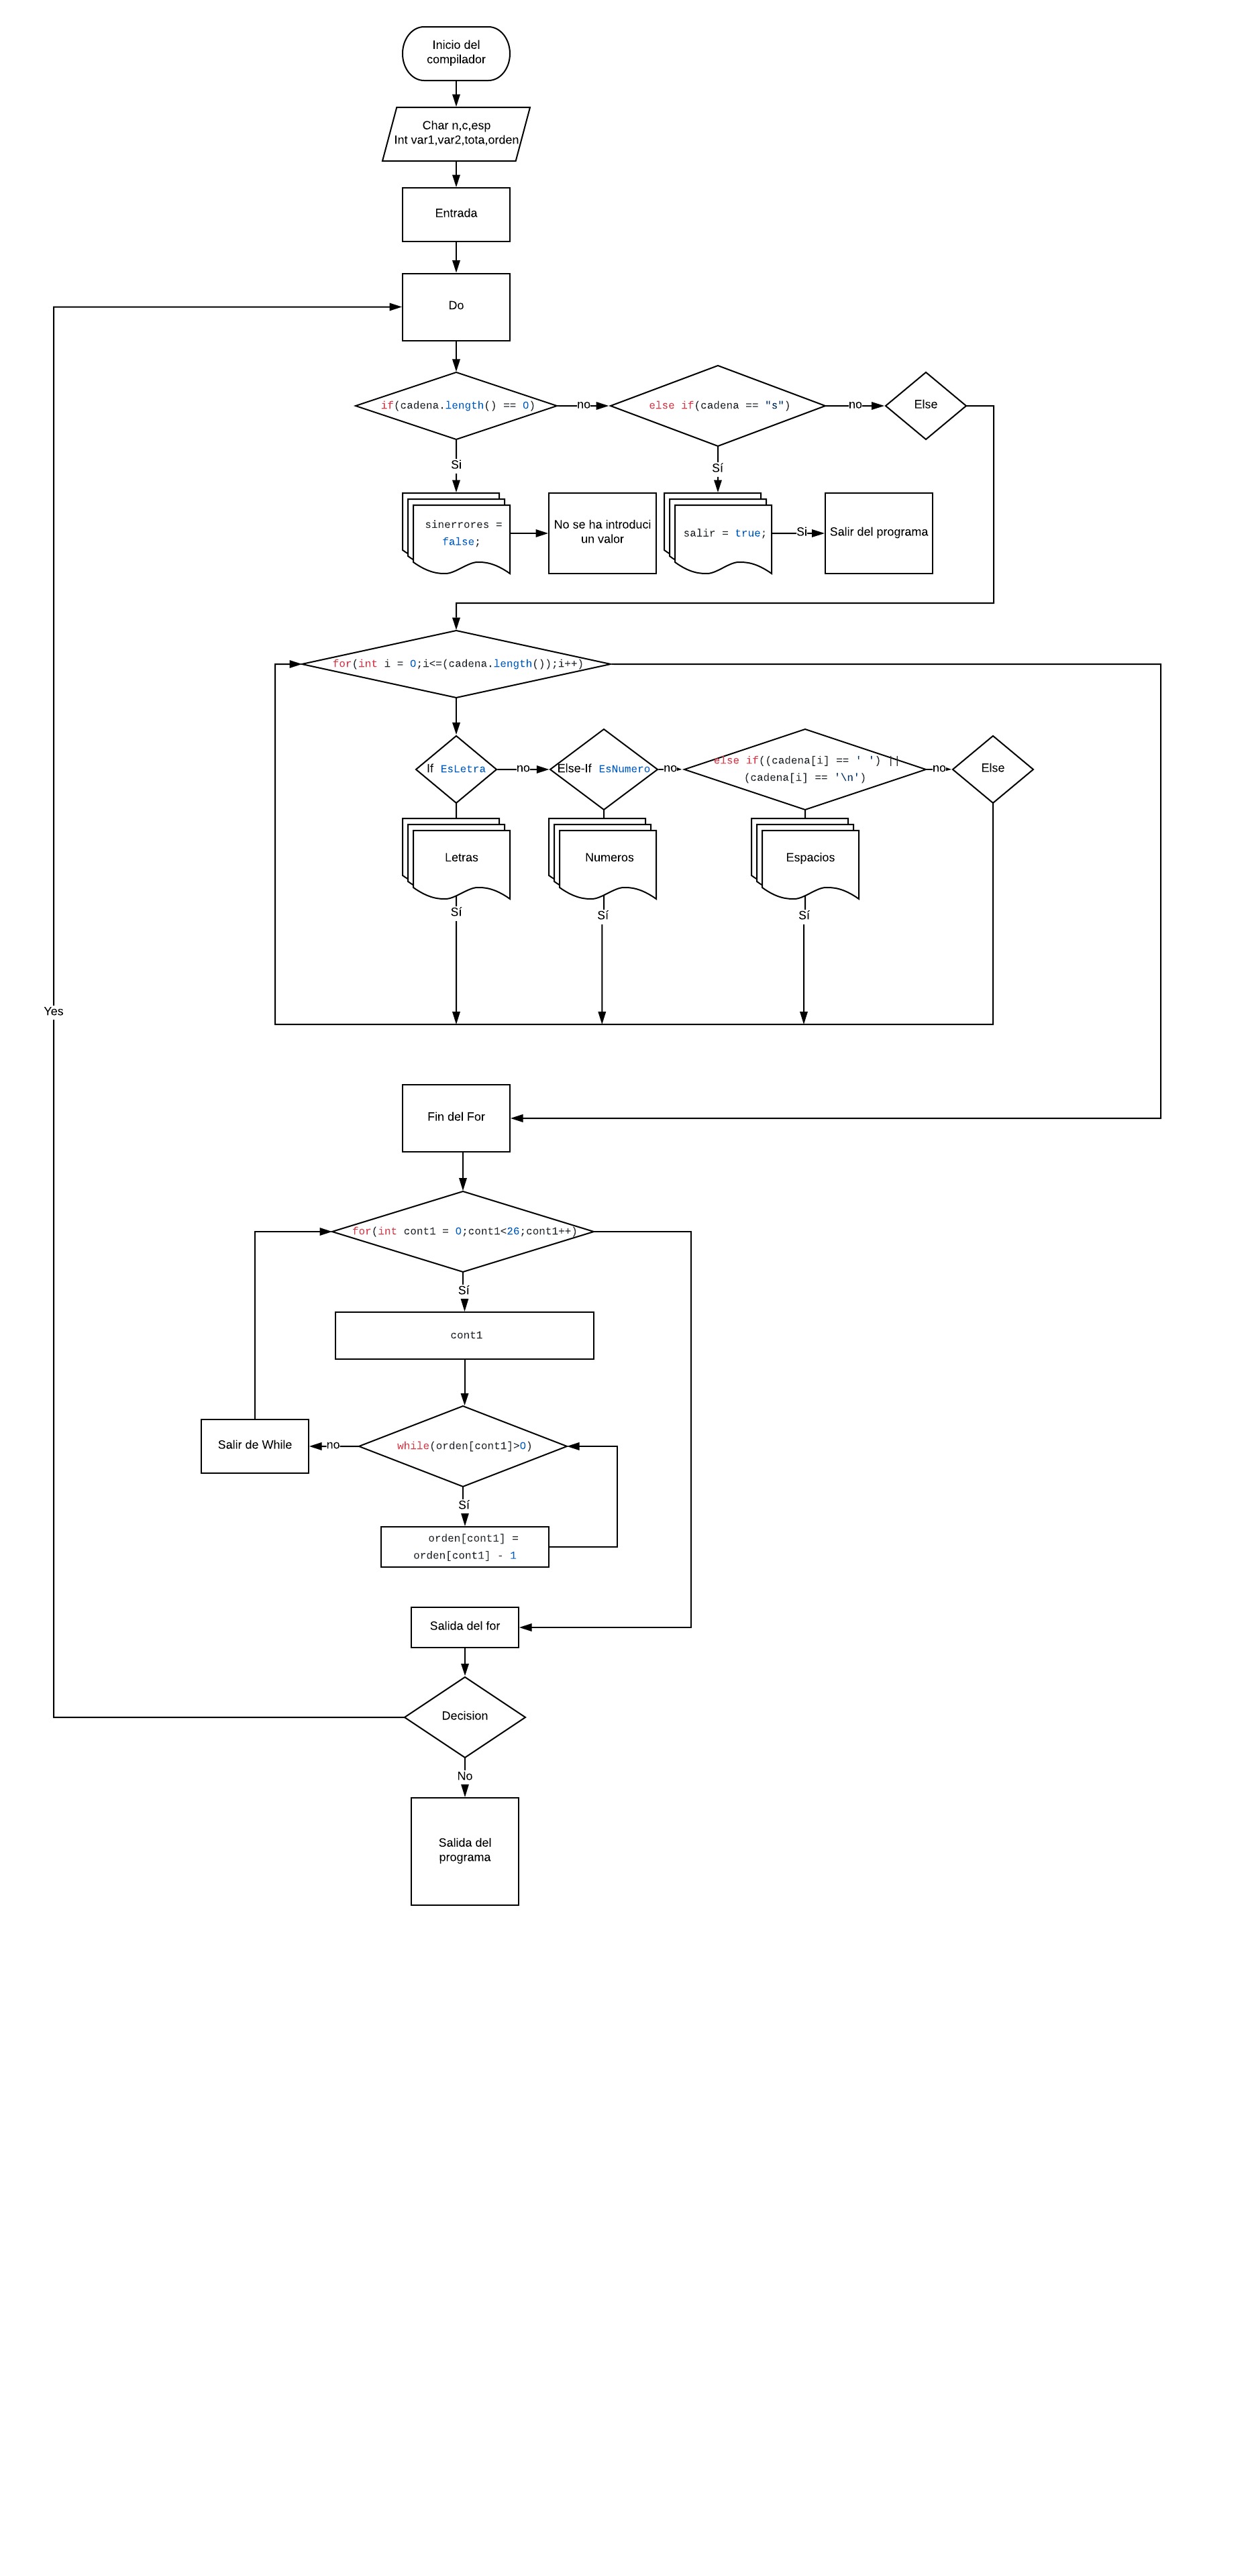 Inicio del
compilador
Char n,c,esp
Int var1,var2,tota,orden
Entrada
Do
if(cadena.length() == 0)
no
else if(cadena == "s")
no
Else
Si
Sí
sinerrores =
false;
No se ha introduci
un valor
salir = true;
Si
Salir del programa
for(int i = 0;i<=(cadena.length());i++)
If EsLetra
no
Else-If EsNumero
no
else if((cadena[i] == ' ') ||
(cadena[i] == '\n')
no
Else
Letras
Numeros
Espacios
Sí
Sí
Sí
Yes
Fin del For
for(int cont1 = 0;cont1<26;cont1++)
Sí
cont1
Salir de While
no
while(orden[cont1]>0)
Sí
orden[cont1] =
orden[cont1] - 1
Salida del for
Decision
No
Salida del
programa